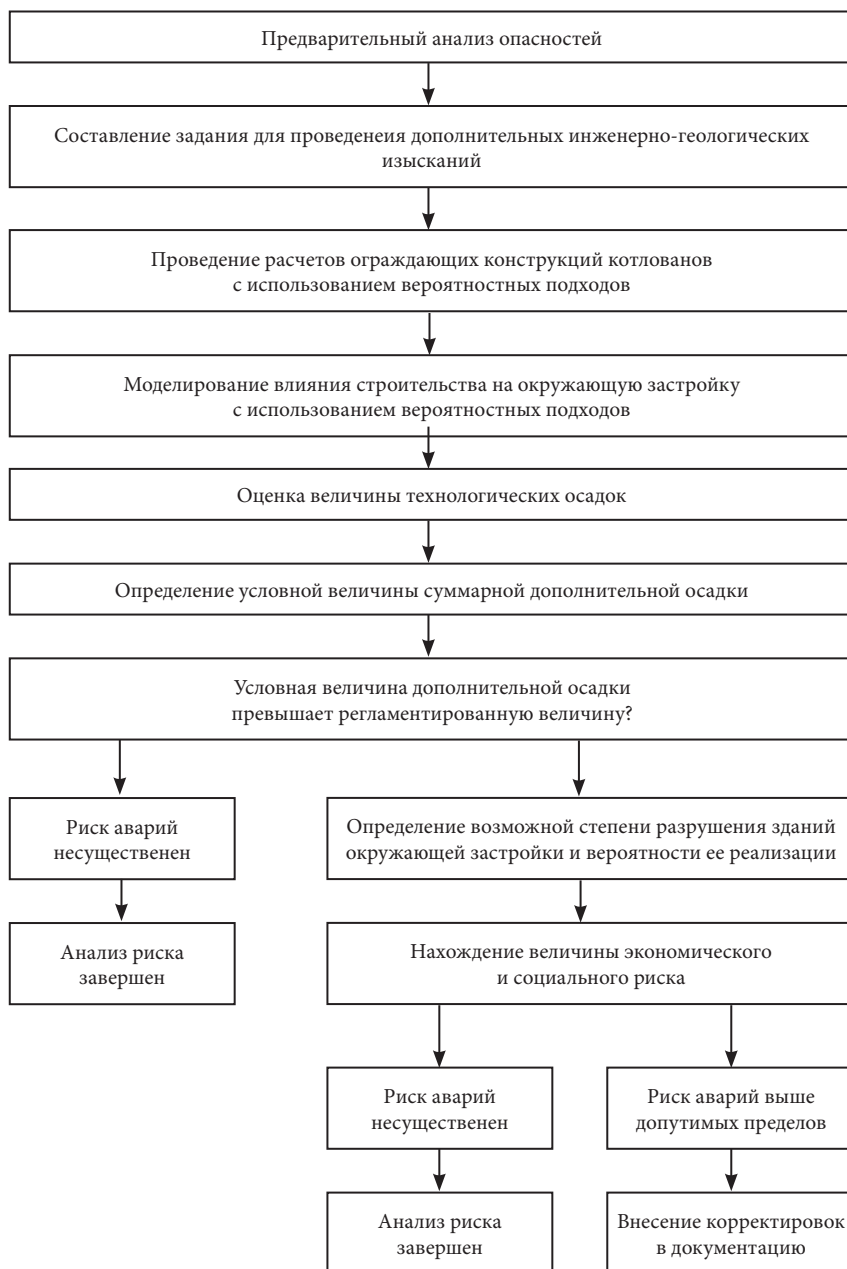 Предварительный анализ опасностей
Составление задания для проведенеия дополнительных инженерно-геологических
изысканий
Проведение расчетов ограждающих конструкций котлованов
с использованием вероятностных подходов
Моделирование влияния строительства на окружающую застройку
с использованием вероятностных подходов
Оценка величины технологических осадок
Определение условной величины суммарной дополнительной осадки
Условная величина дополнительной осадки
превышает регламентированную величину?
Риск аварий
несущественен
Определение возможной степени разрушения зданий
окружающей застройки и вероятности ее реализации
Анализ риска
завершен
Нахождение величины экономического
и социального риска
Риск аварий
несущественен
Риск аварий выше
допутимых пределов
Анализ риска
завершен
Внесение корректировок
в документацию